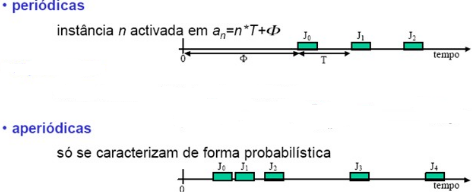 • periódicas
instância n activada em aₙ=n*T+Φ
J₀ J₁ J₂
0 Φ T tempo
• aperiódicas
só se caracterizam de forma probabilística
J₀ J₁ J₂ J₃ J₄
0 tempo